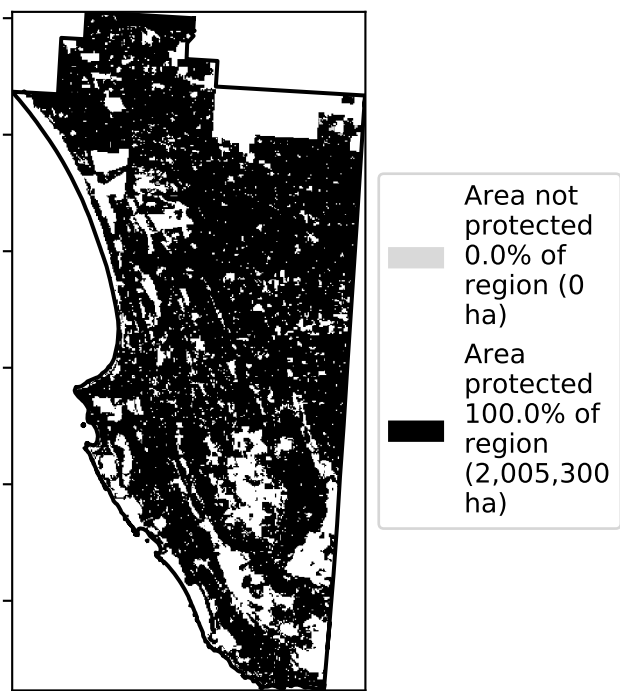 Area not
protected
0.0% of
region (0
ha)
Area
protected
100.0% of
region
(2,005,300
ha)